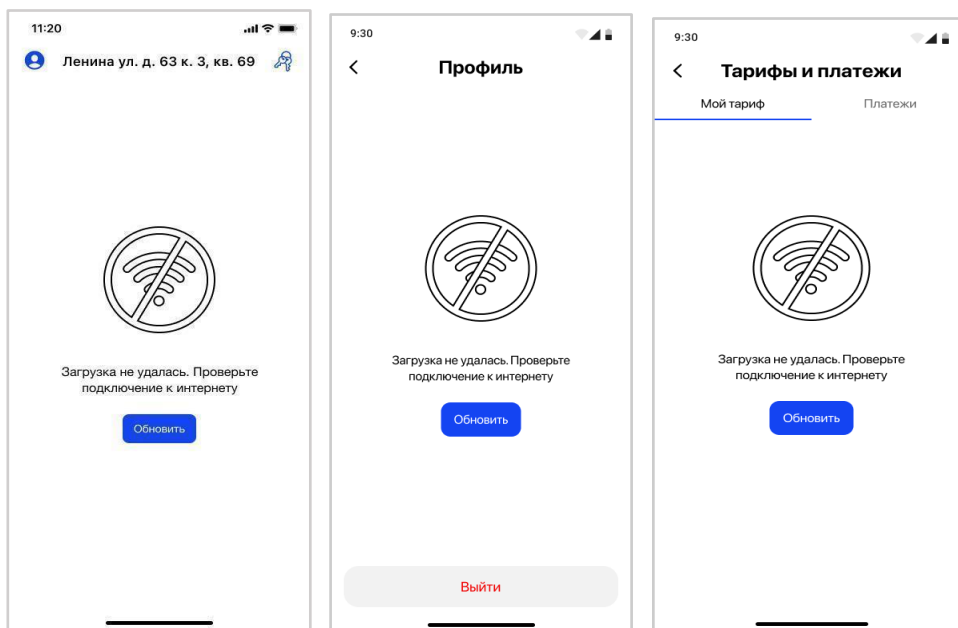 11:20
Ленина ул. д. 63 к. 3, кв. 69
Загрузка не удалась. Проверьте
подключение к интернету
Обновить
9:30
Профиль
Загрузка не удалась. Проверьте
подключение к интернету
Обновить
Выйти
9:30
Тарифы и платежи
Мой тариф
Платежи
Загрузка не удалась. Проверьте
подключение к интернету
Обновить